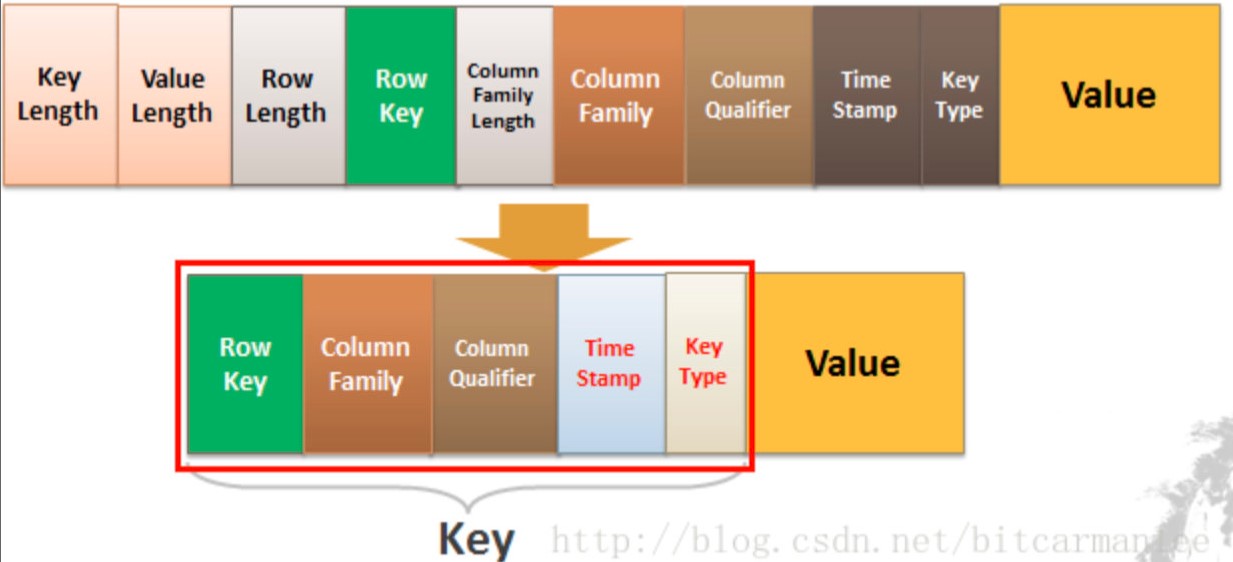 Key
Length
Value
Length
Row
Length
Row
Key
Column
Family
Length
Column
Family
Column
Qualifier
Time
Stamp
Key
Type
Value
Row
Key
Column
Family
Column
Qualifier
Time
Stamp
Key
Type
Value
Key
http://blog.csdn.net/bitcarmanlee